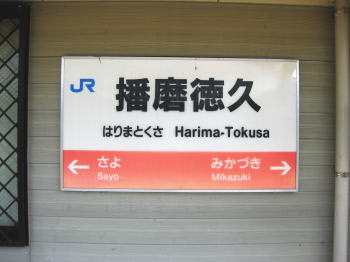 JR
播磨徳久
はりまとくさ Harima-Tokusa
← さよ みかづき →
Sayo Mikazuki